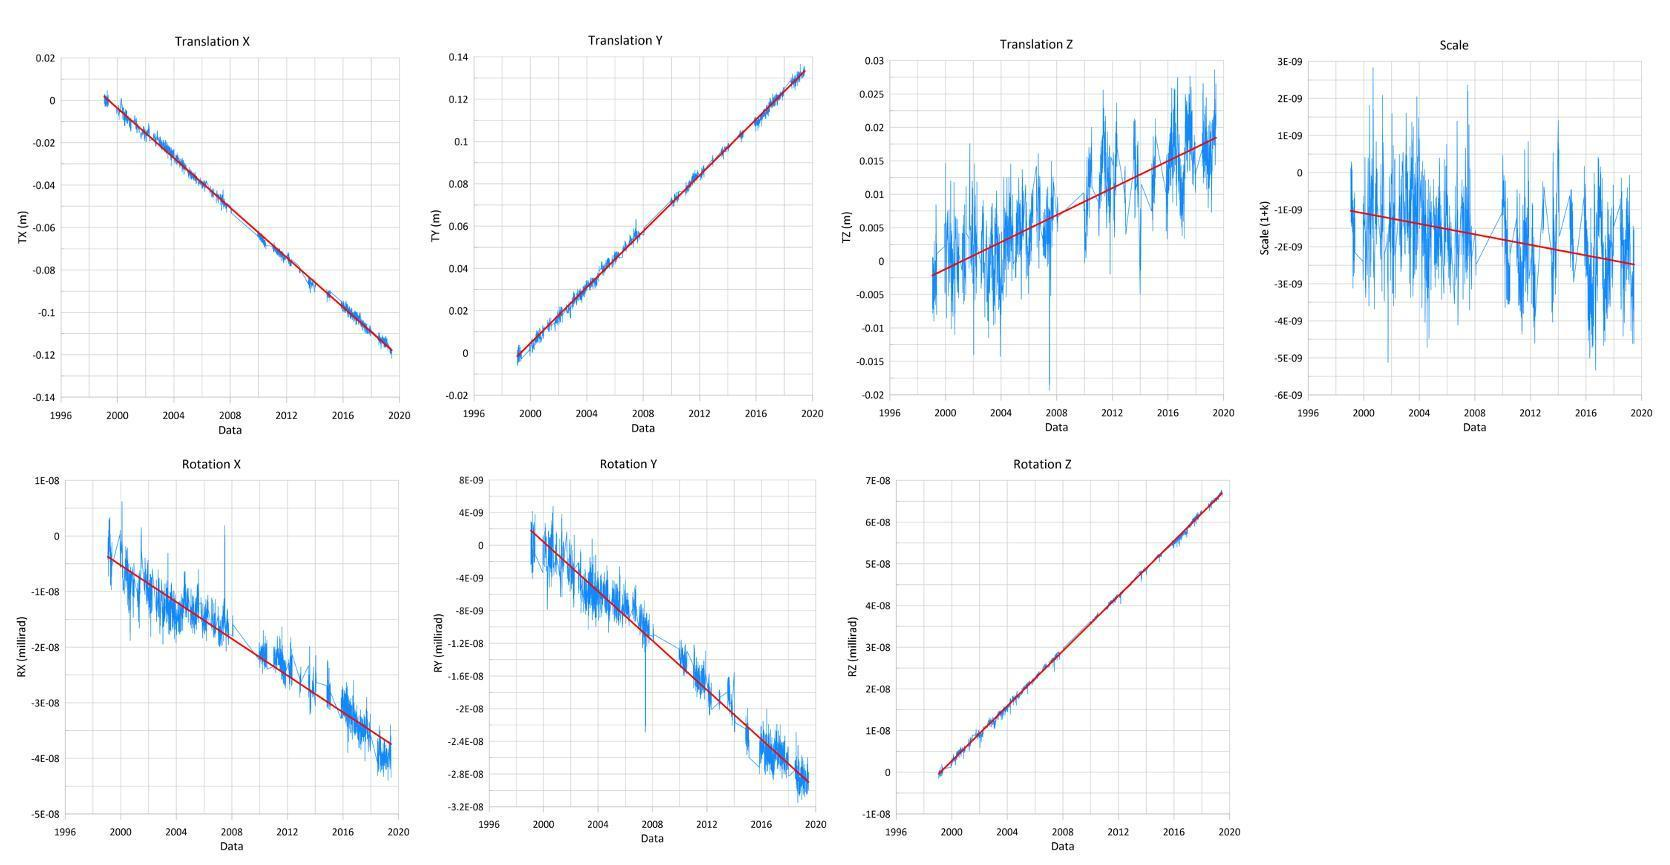 Translation X
0.02
0
-0.02
-0.04
-0.06
-0.08
-0.1
-0.12
-0.14
1996 2000 2004 2008 2012 2016 2020
TX (m)
Data
Translation Y
0.14
0.12
0.1
0.08
0.06
0.04
0.02
0
-0.02
1996 2000 2004 2008 2012 2016 2020
TY (m)
Data
Translation Z
0.03
0.025
0.02
0.015
0.01
0.005
0
-0.005
-0.01
-0.015
-0.02
1996 2000 2004 2008 2012 2016 2020
TZ (m)
Data
Scale
3E-09
2E-09
1E-09
0
-1E-09
-2E-09
-3E-09
-4E-09
-5E-09
-6E-09
1996 2000 2004 2008 2012 2016 2020
Scale (1+k)
Data
Rotation X
1E-08
0
-1E-08
-2E-08
-3E-08
-4E-08
-5E-08
1996 2000 2004 2008 2012 2016 2020
RX (millirad)
Data
Rotation Y
8E-09
4E-09
0
-4E-09
-8E-09
-1.2E-08
-1.6E-08
-2E-08
-2.4E-08
-2.8E-08
-3.2E-08
1996 2000 2004 2008 2012 2016 2020
RY (millirad)
Data
Rotation Z
7E-08
6E-08
5E-08
4E-08
3E-08
2E-08
1E-08
0
-1E-08
1996 2000 2004 2008 2012 2016 2020
RZ (millirad)
Data